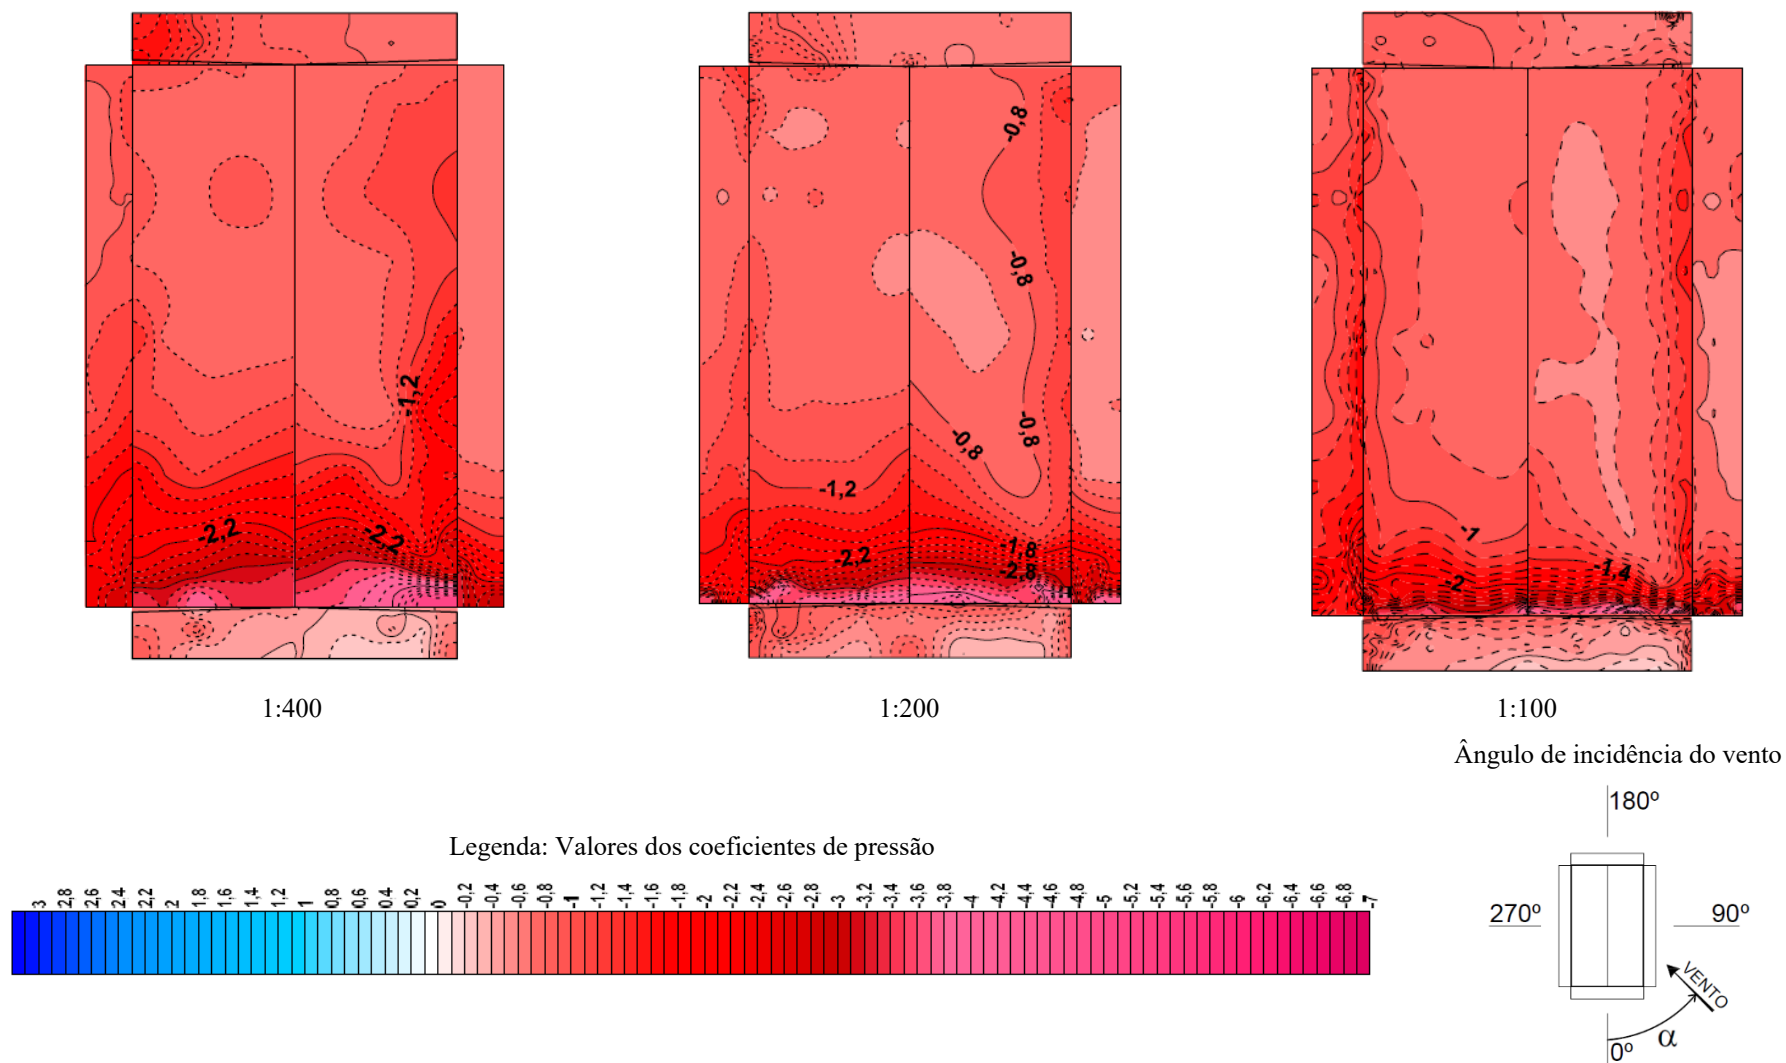 -1,2
-2,2
-2,2
-0,8
-0,8
-0,8
-0,8
-1,2
-1,8
-2,2
-2,8
-1
-1,4
-2
1:400
1:200
1:100
Ângulo de incidência do vento
180º
270º
90º
VENTO
α
0º
Legenda: Valores dos coeficientes de pressão
3 2,8 2,6 2,4 2,2 2 1,8 1,6 1,4 1,2 1 0,8 0,6 0,4 0,2 0 -0,2 -0,4 -0,6 -0,8 -1 -1,2 -1,4 -1,6 -1,8 -2 -2,2 -2,4 -2,6 -2,8 -3 -3,2 -3,4 -3,6 -3,8 -4 -4,2 -4,4 -4,6 -4,8 -5 -5,2 -5,4 -5,6 -5,8 -6 -6,2 -6,4 -6,6 -6,8 -7